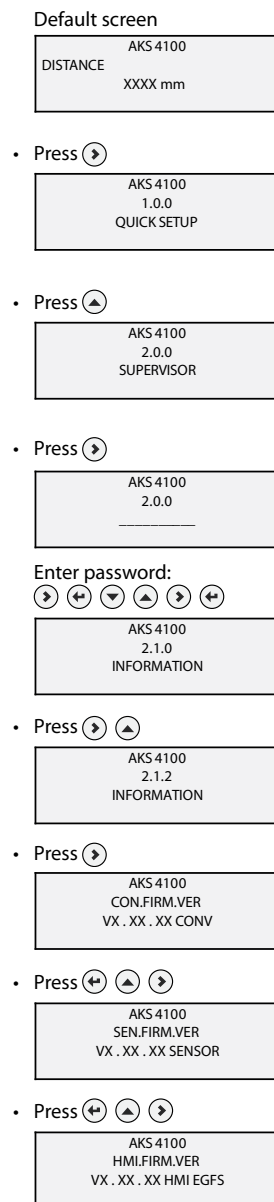 Default screen
AKS 4100
DISTANCE
XXXX mm
• Press
AKS 4100
1.0.0
QUICK SETUP
• Press
AKS 4100
2.0.0
SUPERVISOR
• Press
AKS 4100
2.0.0
__________
Enter password:
AKS 4100
2.1.0
INFORMATION
• Press
AKS 4100
2.1.2
INFORMATION
• Press
AKS 4100
CON.FIRM.VER
VX . XX . XX CONV
• Press
AKS 4100
SEN.FIRM.VER
VX . XX . XX SENSOR
• Press
AKS 4100
HMI.FIRM.VER
VX . XX . XX HMI EGFS